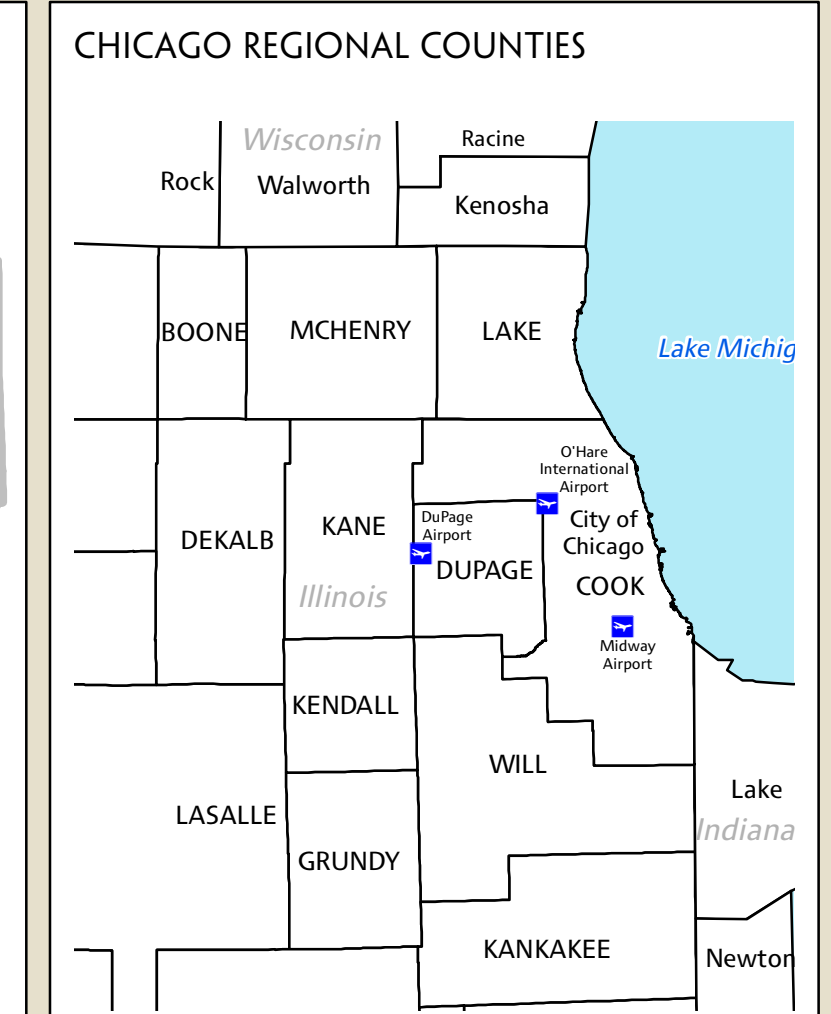 CHICAGO REGIONAL COUNTIES
Wisconsin
Racine
Rock
Walworth
Kenosha
BOONE
MCHENRY
LAKE
Lake Michig
O'Hare
International
Airport
DuPage
Airport
City of
Chicago
KANE
DEKALB
DUPAGE
COOK
Illinois
Midway
Airport
KENDALL
WILL
Lake
LASALLE
Indiana
GRUNDY
KANKAKEE
Newton